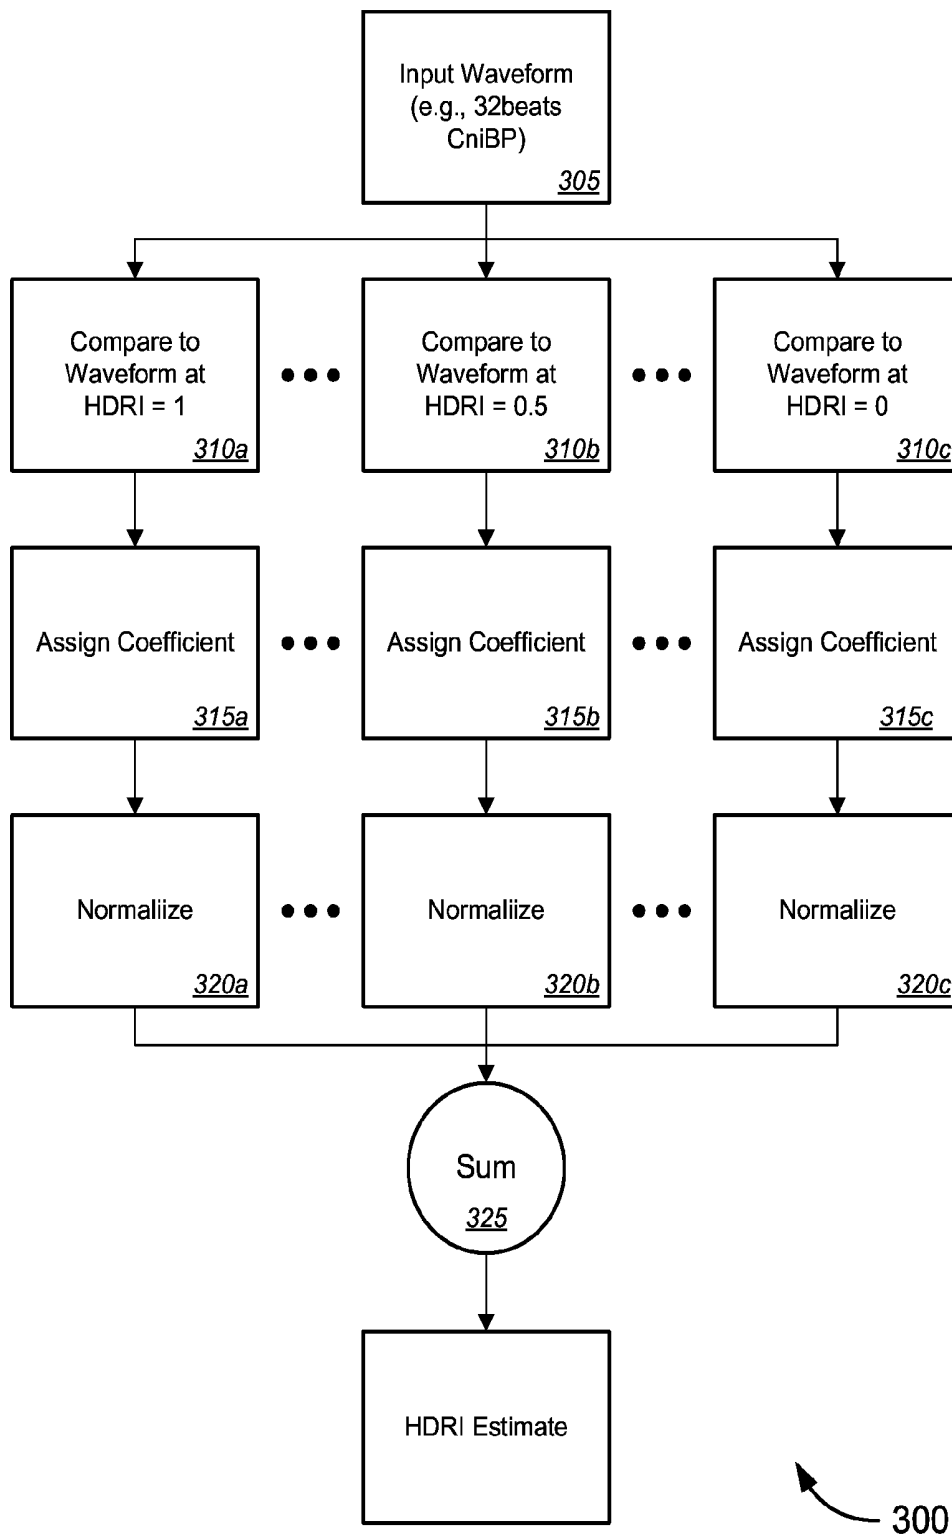 Input Waveform
(e.g., 32beats
CniBP)
305
Compare to
Waveform at
HDRI = 1
310a
Compare to
Waveform at
HDRI = 0.5
310b
Compare to
Waveform at
HDRI = 0
310c
Assign Coefficient
315a
Assign Coefficient
315b
Assign Coefficient
315c
Normaliize
320a
Normaliize
320b
Normaliize
320c
Sum
325
HDRI Estimate
300